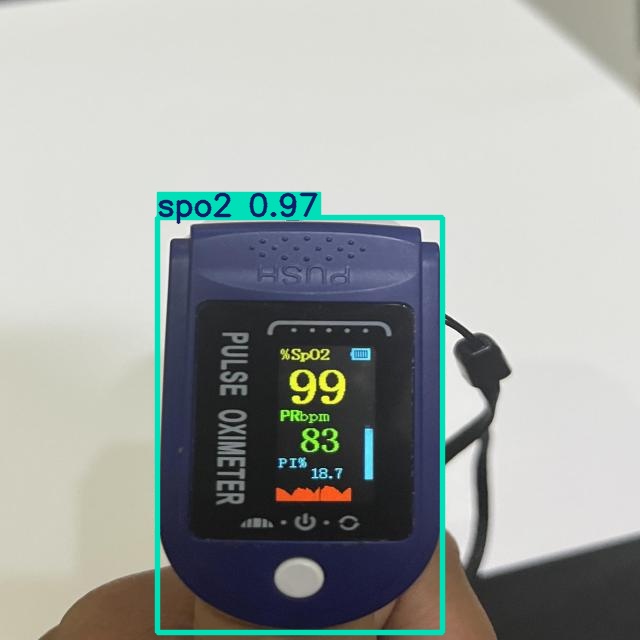 spo2 0.97
PUSH
PULSE OXIMETER
%SpO2
99
PRbpm
83
PI%
18.7